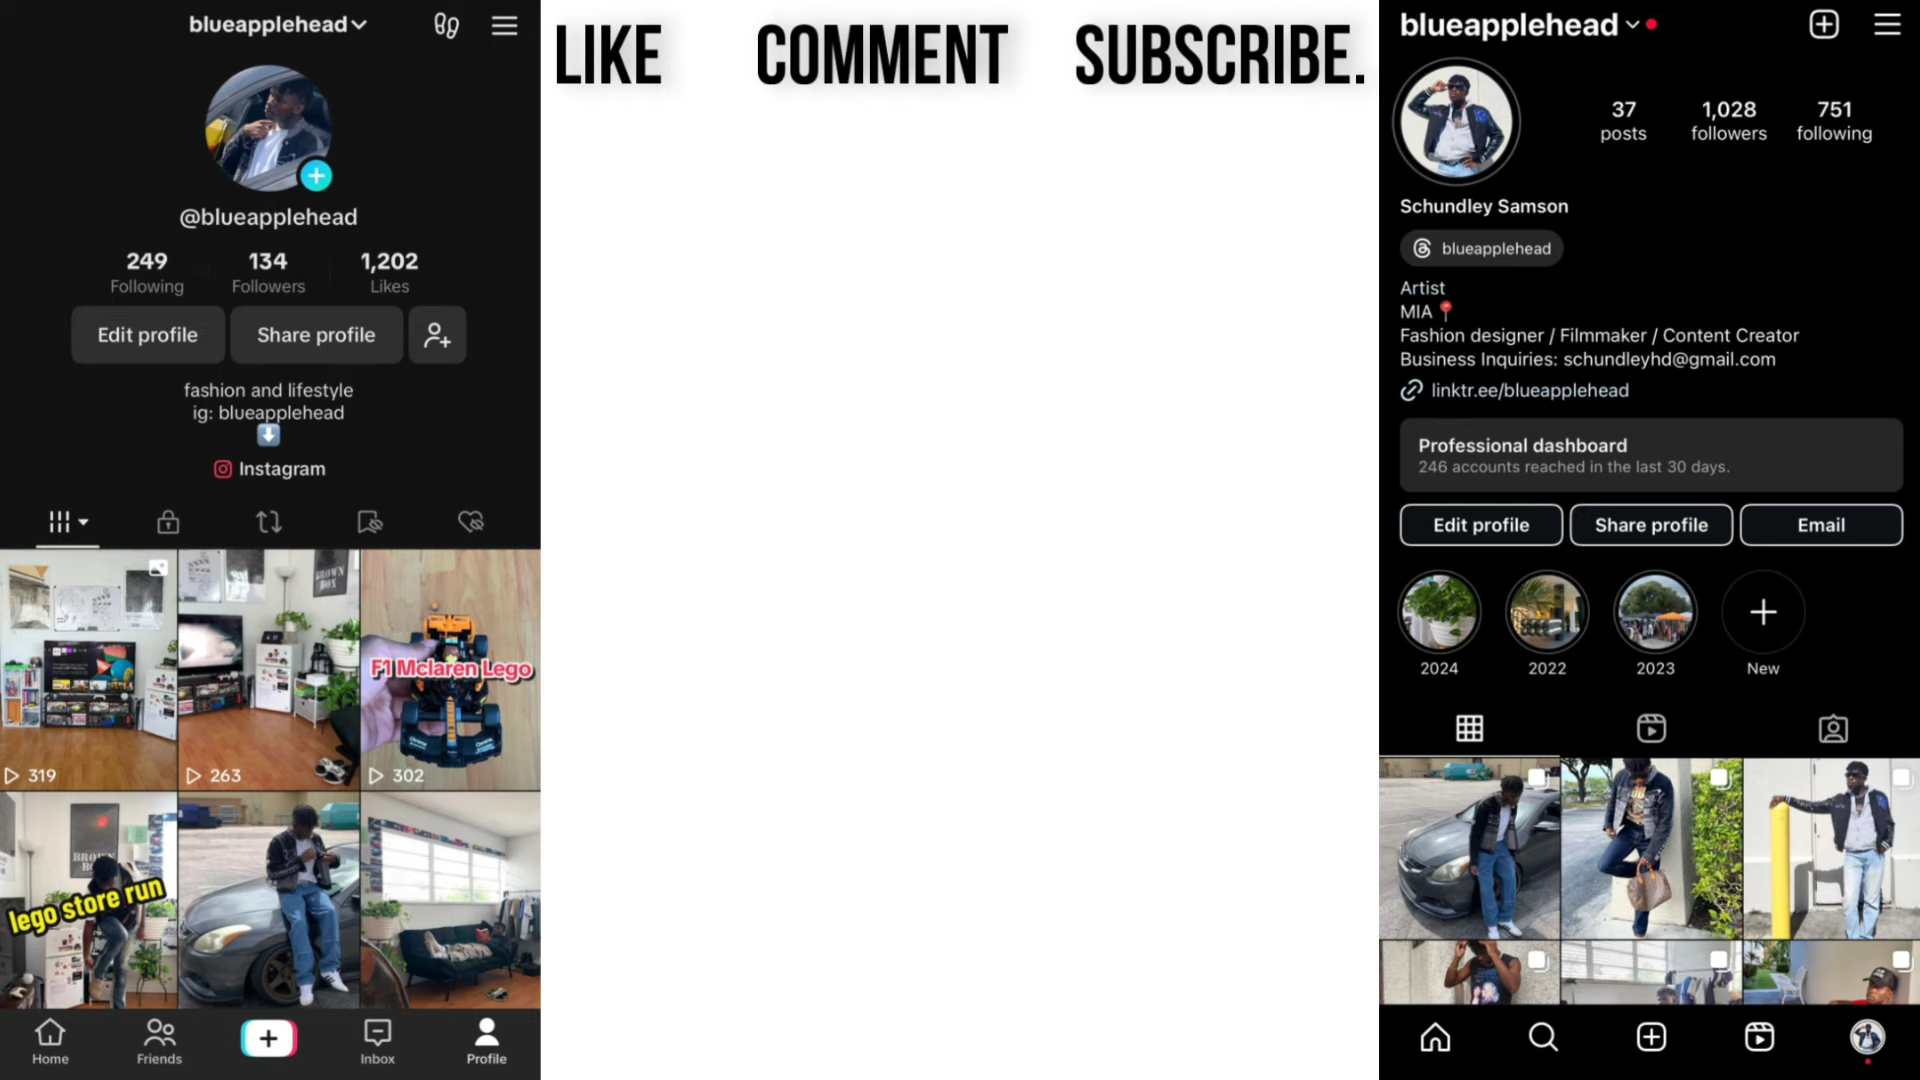 blueapplehead
@blueapplehead
249 134 1,202
Following Followers Likes
Edit profile Share profile
fashion and lifestyle
ig: blueapplehead
Instagram
BROWN
F1 Mclaren Lego
319 263 302
BROWN
lego store run
Home Friends Inbox Profile
LIKE COMMENT SUBSCRIBE.
blueapplehead
37 1,028 751
posts followers following
Schundley Samson
blueapplehead
Artist
MIA
Fashion designer / Filmmaker / Content Creator
Business Inquiries: schundleyhd@gmail.com
linktr.ee/blueapplehead
Professional dashboard
246 accounts reached in the last 30 days.
Edit profile Share profile Email
2024 2022 2023 New